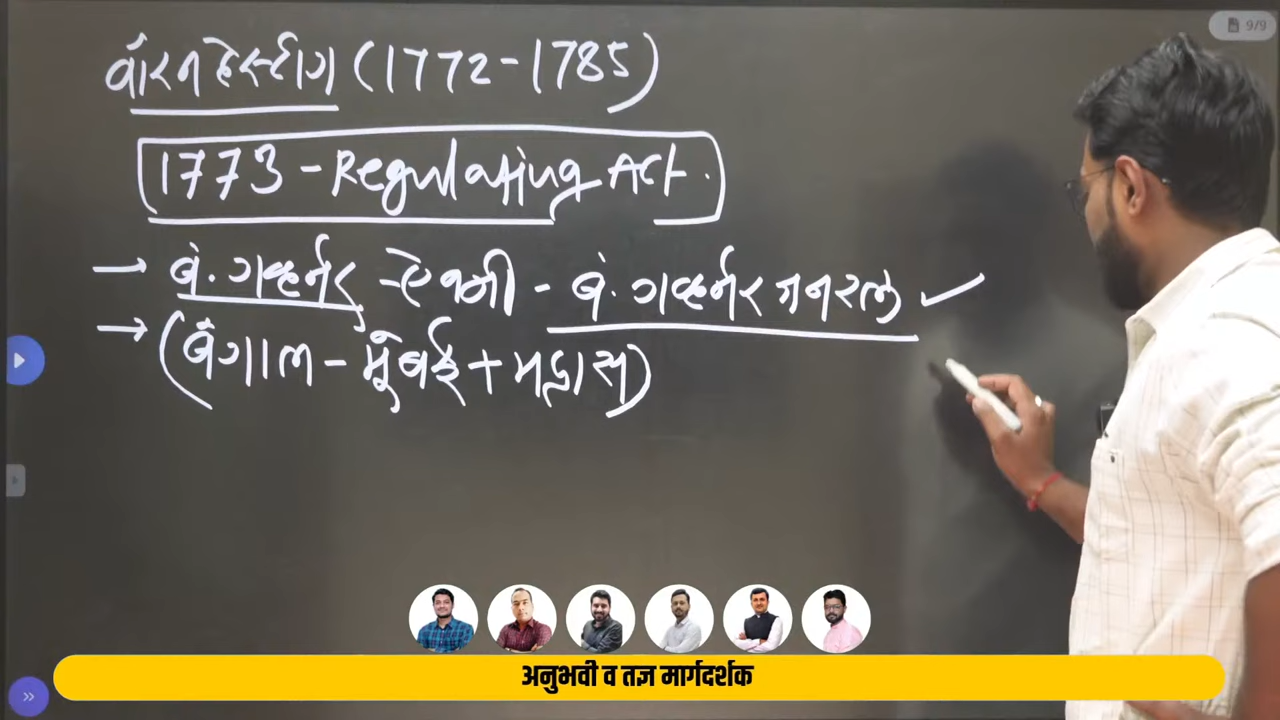 वॉरन हेस्टींग (1772-1785)
9/9
1773 - Regulating Act.
→ बं. गव्हर्नर - ऐवजी - बं. गव्हर्नर जनरल ✓
→ (बंगाल - मुंबई + मद्रास)
अनुभवी व तज्ञ मार्गदर्शक